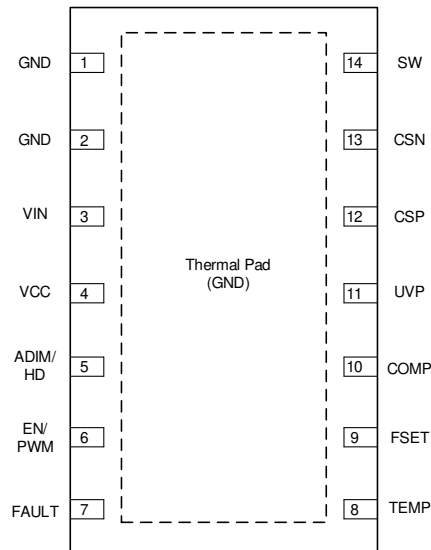 GND 1
GND 2
VIN 3
VCC 4
ADIM/
HD 5
EN/
PWM 6
FAULT 7
Thermal Pad
(GND)
14 SW
13 CSN
12 CSP
11 UVP
10 COMP
9 FSET
8 TEMP